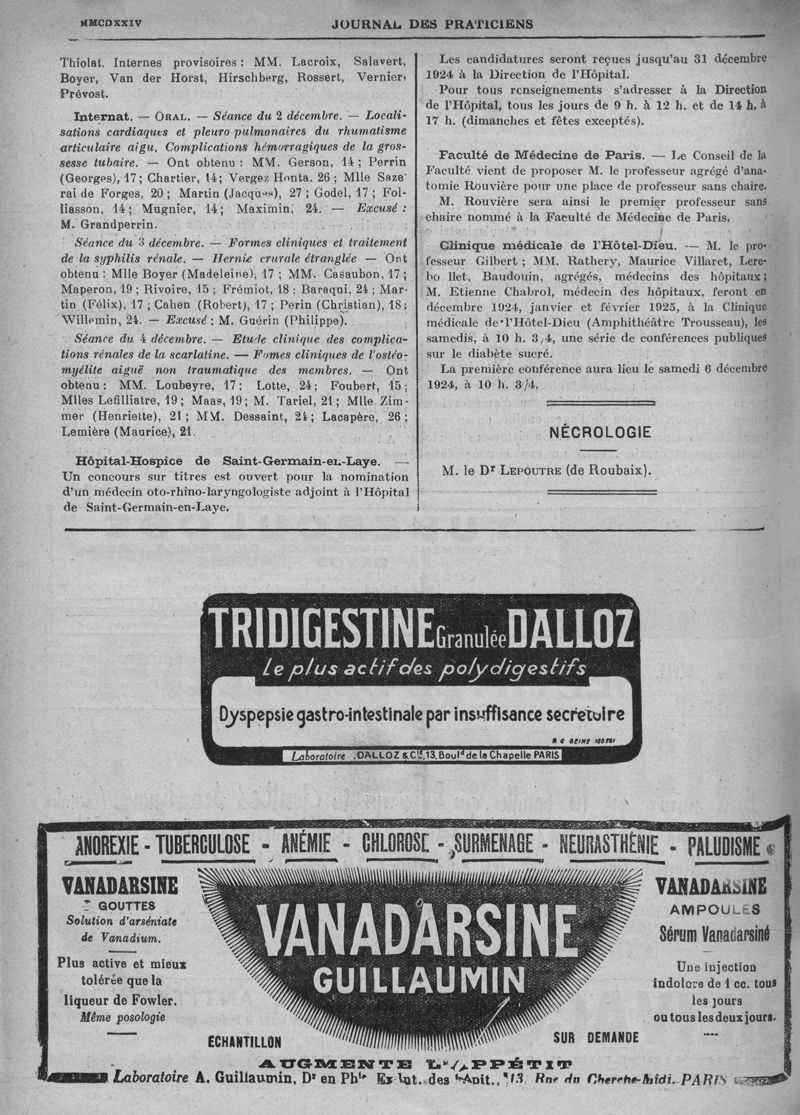 MMCDXXIV
JOURNAL DES PRATICIENS
Thiolat. Internes provisoires : MM. Lacroix, Salavert,
Boyer, Van der Horst, Hirschberg, Rossert, Vernier,
Prévost.
Internat. — ORAL. — Séance du 2 décembre. — Locali-
sations cardiaques et pleuro pulmonaires du rhumatisme
articulaire aigu. Complications hémorragiques de la gros-
sesse tubaire. — Ont obtenu : MM. Gerson, 14 ; Perrin
(Georges), 17 ; Chartier, 14; Vergez Honta, 26 ; Mlle Saze
rai de Forges, 20 ; Martin (Jacques), 27 ; Godel, 17 ; Fol-
liasson, 14 ; Mugnier, 14 ; Maximin, 24. — Excusé :
M. Grandperrin.
Séance du 3 décembre. — Formes cliniques et traitement
de la syphilis rénale. — Hernie crurale étranglée — Ont
obtenu : Mlle Boyer (Madeleine), 17 ; MM. Casaubon, 17 ;
Maperon, 19 ; Rivoire, 15 ; Frémiot, 18 ; Baraqui, 24 ; Mar-
tin (Félix), 17 ; Cahen (Robert), 17 ; Perin (Christian), 18;
Willemin, 24. — Excusé : M. Guérin (Philippe).
Séance du 4 décembre. — Etude clinique des complica-
tions rénales de la scarlatine. — Fomes cliniques de l'ostéo-
myélite aiguë non traumatique des membres. — Ont
obtenu : MM. Loubeyre, 17 ; Lotte, 24 ; Foubert, 15 ;
Mlles Lefilliatre, 19 ; Maas, 19 ; M. Tariel, 21 ; Mlle Zim-
mer (Henriette), 21 ; MM. Dessaint, 24 ; Lacapère, 26 ;
Lemière (Maurice), 21.
Hôpital-Hospice de Saint-Germain-en-Laye. —
Un concours sur titres est ouvert pour la nomination
d'un médecin oto-rhino-laryngologiste adjoint à l'Hôpital
de Saint-Germain-en-Laye.
Les candidatures seront reçues jusqu'au 31 décembre
1924 à la Direction de l'Hôpital.
Pour tous renseignements s'adresser à la Direction
de l'Hôpital, tous les jours de 9 h. à 12 h. et de 14 h. à
17 h. (dimanches et fêtes exceptés).
Faculté de Médecine de Paris. — Le Conseil de la
Faculté vient de proposer M. le professeur agrégé d'ana-
tomie Rouvière pour une place de professeur sans chaire.
M. Rouvière sera ainsi le premier professeur sans
chaire nommé à la Faculté de Médecine de Paris.
Clinique médicale de l'Hôtel-Dieu. — M. le pro-
fesseur Gilbert ; MM. Rathery, Maurice Villaret, Lere-
bo llet, Baudouin, agrégés, médecins des hôpitaux ;
M. Etienne Chabrol, médecin des hôpitaux, feront en
décembre 1924, janvier et février 1925, à la Clinique
médicale de l'Hôtel-Dieu (Amphithéâtre Trousseau), les
samedis, à 10 h. 3/4, une série de conférences publiques
sur le diabète sucré.
La première conférence aura lieu le samedi 6 décembre
1924, à 10 h. 3/4.
NÉCROLOGIE
M. le Dr LEPOUTRE (de Roubaix).
TRIDIGESTINE Granulée DALLOZ
Le plus actif des polydigestifs
Dyspepsie gastro-intestinale par insuffisance secretoire
Laboratoire DALLOZ & Cie, 13, Bould de la Chapelle PARIS
ANOREXIE - TUBERCULOSE - ANÉMIE - CHLOROSE - SURMENAGE - NEURASTHÉNIE - PALUDISME
VANADARSINE
GOUTTES
Solution d'arséniate
de Vanadium.
Plus active et mieux
tolérée que la
liqueur de Fowler.
Même posologie
VANADARSINE
GUILLAUMIN
VANADARSINE
AMPOULES
Sérum Vanadarsiné
Une injection
indolore de 1 cc. tous
les jours
ou tous les deux jours.
ÉCHANTILLON
SUR DEMANDE
AUGMENTE L'APPÉTIT
Laboratoire A. Guillaumin, Dr en Phie Ex Int. des Hôpit., 13, Rue du Cherche-Midi, PARIS